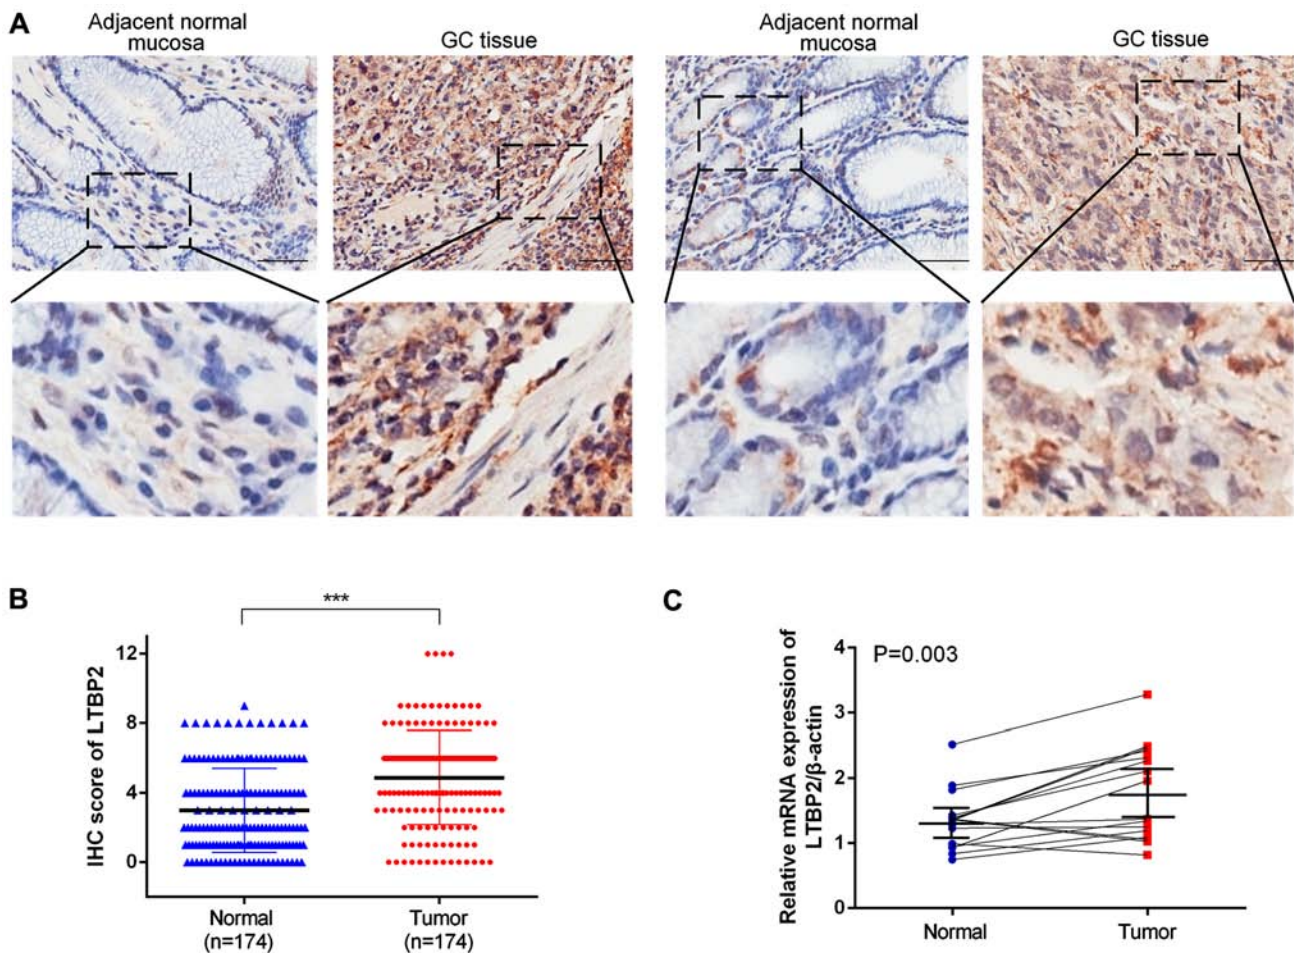 A
Adjacent normal
mucosa
GC tissue
Adjacent normal
mucosa
GC tissue
B
***
IHC score of LTBP2
12
8
4
0
Normal
(n=174)
Tumor
(n=174)
C
P=0.003
Relative mRNA expression of
LTBP2/β-actin
4
3
2
1
0
Normal
Tumor